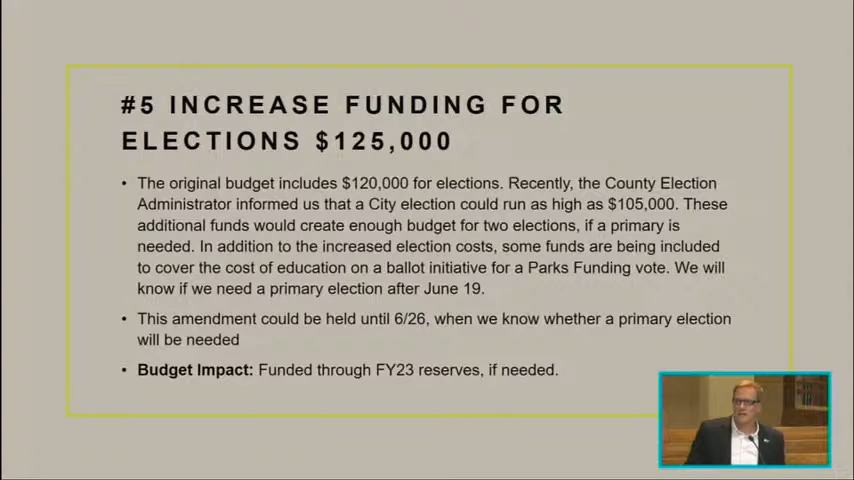 #5 INCREASE FUNDING FOR
ELECTIONS $125,000
• The original budget includes $120,000 for elections. Recently, the County Election
Administrator informed us that a City election could run as high as $105,000. These
additional funds would create enough budget for two elections, if a primary is
needed. In addition to the increased election costs, some funds are being included
to cover the cost of education on a ballot initiative for a Parks Funding vote. We will
know if we need a primary election after June 19.
• This amendment could be held until 6/26, when we know whether a primary election
will be needed
• Budget Impact: Funded through FY23 reserves, if needed.